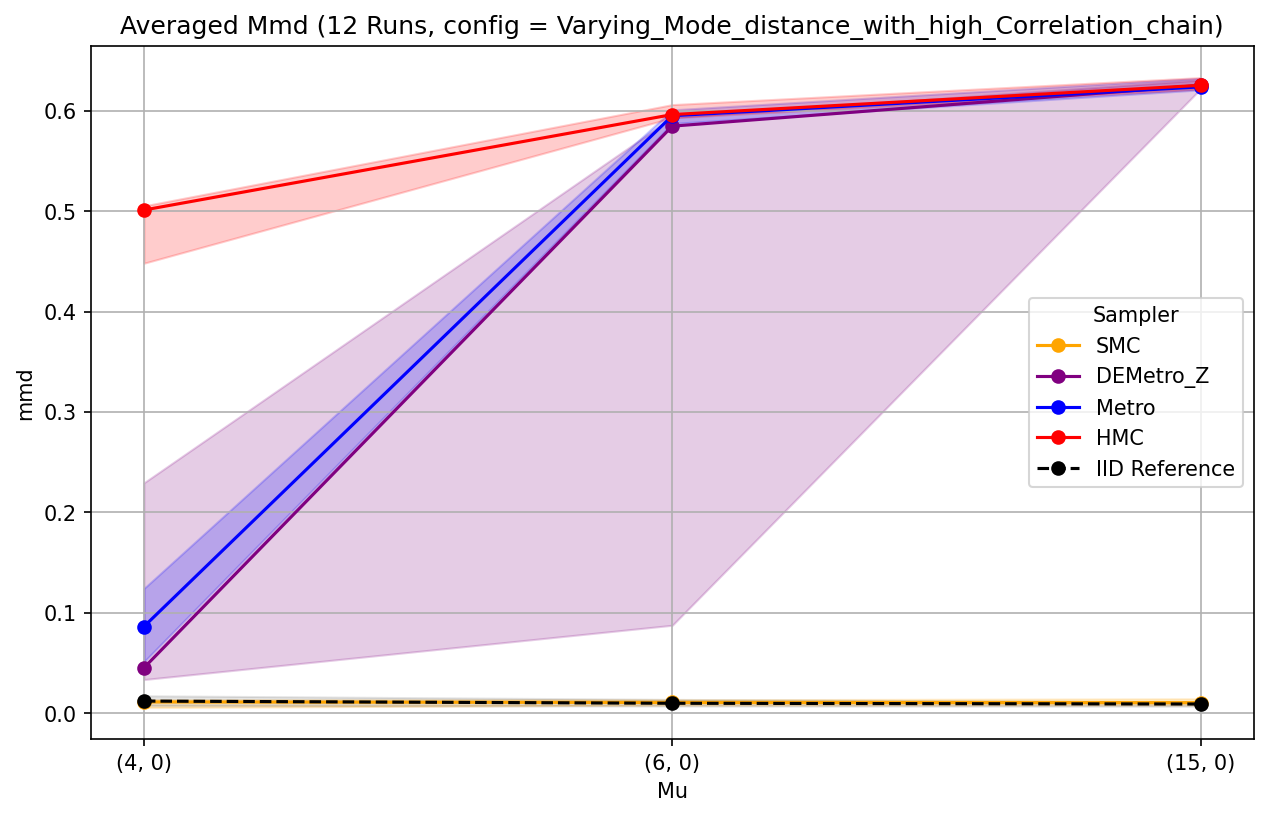 Averaged Mmd (12 Runs, config = Varying_Mode_distance_with_high_Correlation_chain)
0.6
0.5
0.4
0.3
0.2
0.1
0.0
mmd
Sampler
SMC
DEMetro_Z
Metro
HMC
IID Reference
(4, 0)
(6, 0)
(15, 0)
Mu